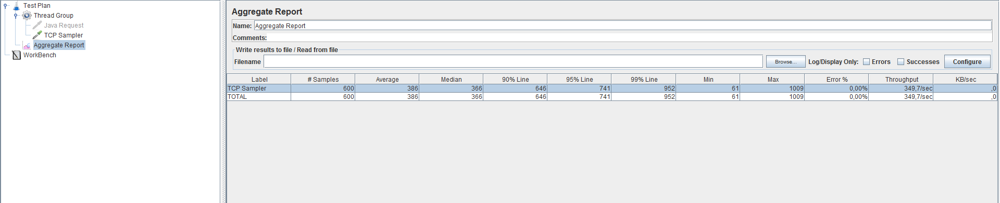 Test Plan
Thread Group
Java Request
TCP Sampler
Aggregate Report
WorkBench
Aggregate Report
Name: Aggregate Report
Comments:
Write results to file / Read from file
Filename Browse... Log/Display Only: Errors Successes Configure
Label # Samples Average Median 90% Line 95% Line 99% Line Min Max Error % Throughput KB/sec
TCP Sampler 600 386 366 646 741 952 61 1009 0,00% 349,7/sec ,0
TOTAL 600 386 366 646 741 952 61 1009 0,00% 349,7/sec ,0